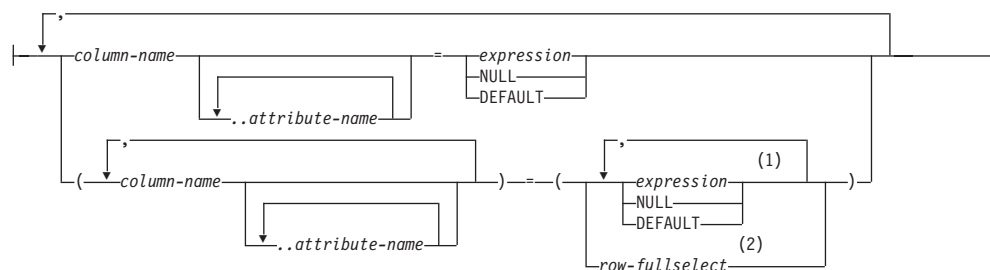 ,
column-name = expression
NULL
DEFAULT
..attribute-name
, , (1)
( column-name ) = ( expression )
NULL
DEFAULT
..attribute-name (2)
row-fullselect